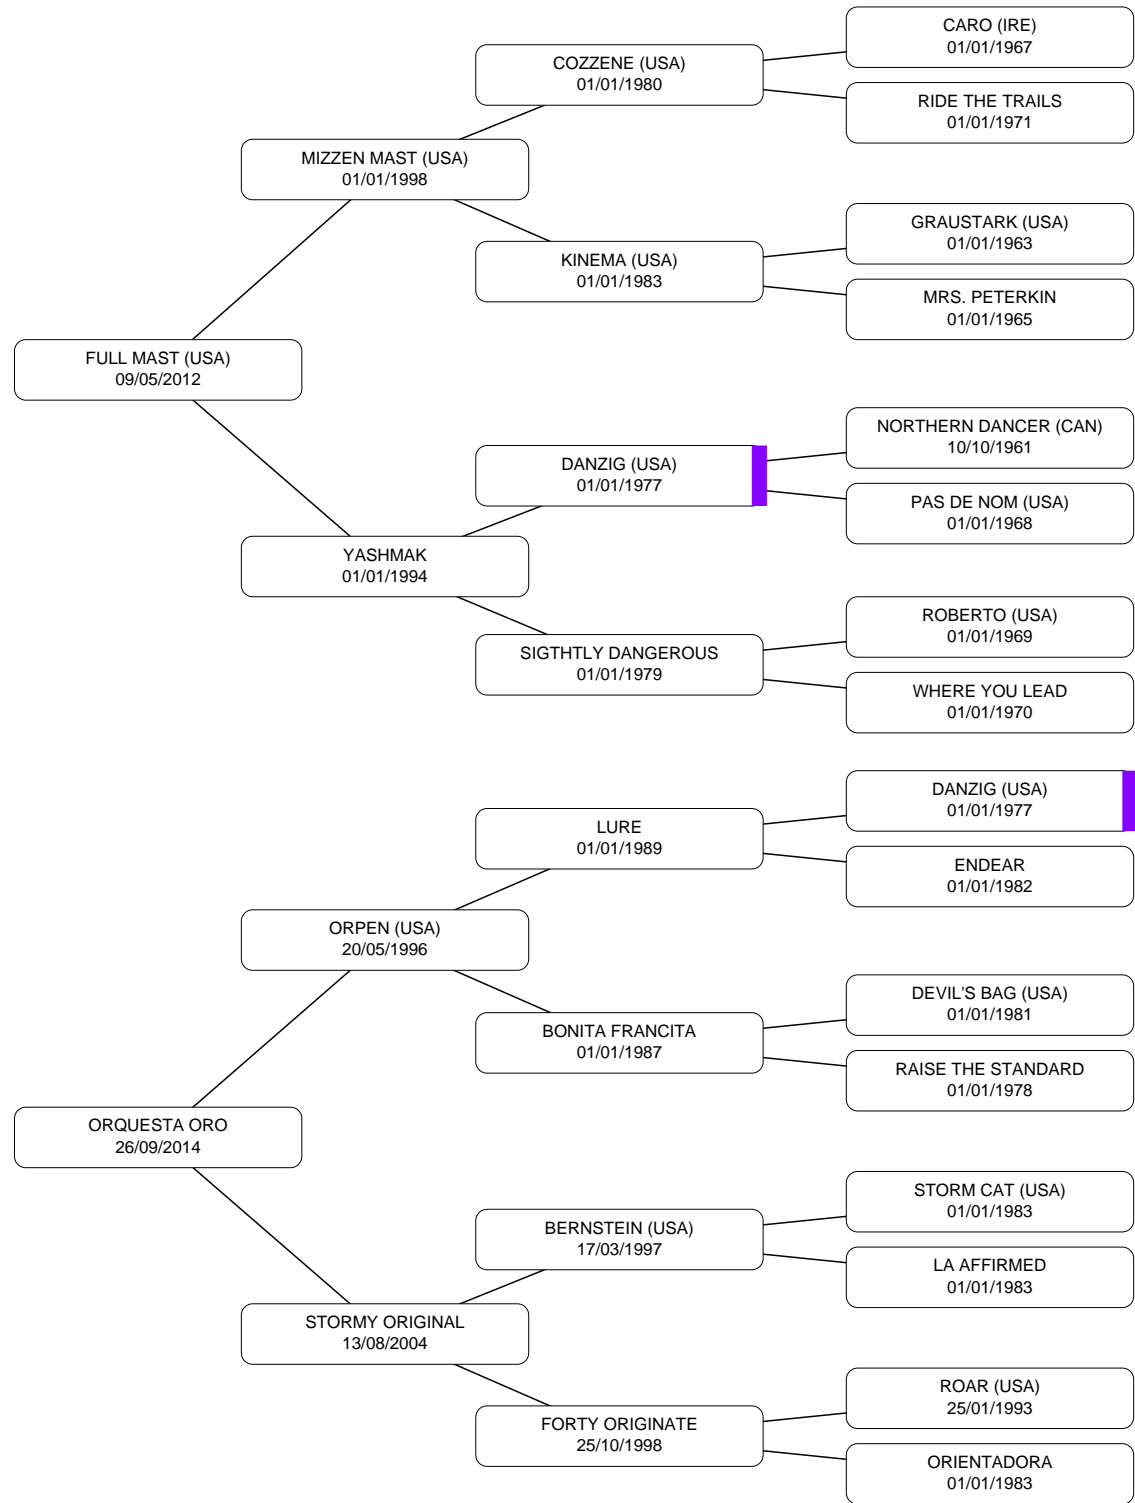 CARO (IRE)
01/01/1967
COZZENE (USA)
01/01/1980
RIDE THE TRAILS
01/01/1971
MIZZEN MAST (USA)
01/01/1998
GRAUSTARK (USA)
01/01/1963
KINEMA (USA)
01/01/1983
MRS. PETERKIN
01/01/1965
FULL MAST (USA)
09/05/2012
NORTHERN DANCER (CAN)
10/10/1961
DANZIG (USA)
01/01/1977
PAS DE NOM (USA)
01/01/1968
YASHMAK
01/01/1994
ROBERTO (USA)
01/01/1969
SIGTHTLY DANGEROUS
01/01/1979
WHERE YOU LEAD
01/01/1970
DANZIG (USA)
01/01/1977
LURE
01/01/1989
ENDEAR
01/01/1982
ORPEN (USA)
20/05/1996
DEVIL'S BAG (USA)
01/01/1981
BONITA FRANCITA
01/01/1987
RAISE THE STANDARD
01/01/1978
ORQUESTA ORO
26/09/2014
STORM CAT (USA)
01/01/1983
BERNSTEIN (USA)
17/03/1997
LA AFFIRMED
01/01/1983
STORMY ORIGINAL
13/08/2004
ROAR (USA)
25/01/1993
FORTY ORIGINATE
25/10/1998
ORIENTADORA
01/01/1983